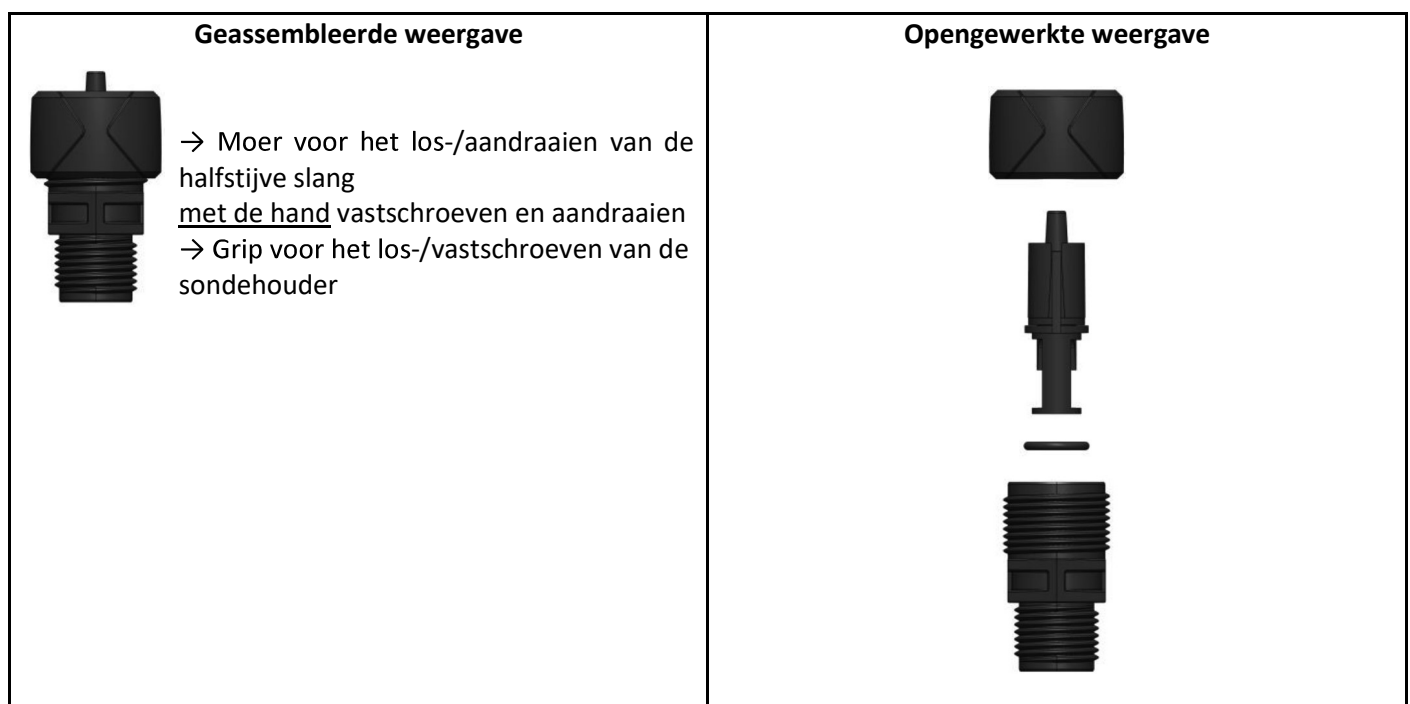 Geassembleerde weergave
Opengewerkte weergave
→ Moer voor het los-/aandraaien van de
halfstijve slang
met de hand vastschroeven en aandraaien
→ Grip voor het los-/vastschroeven van de
sondehouder